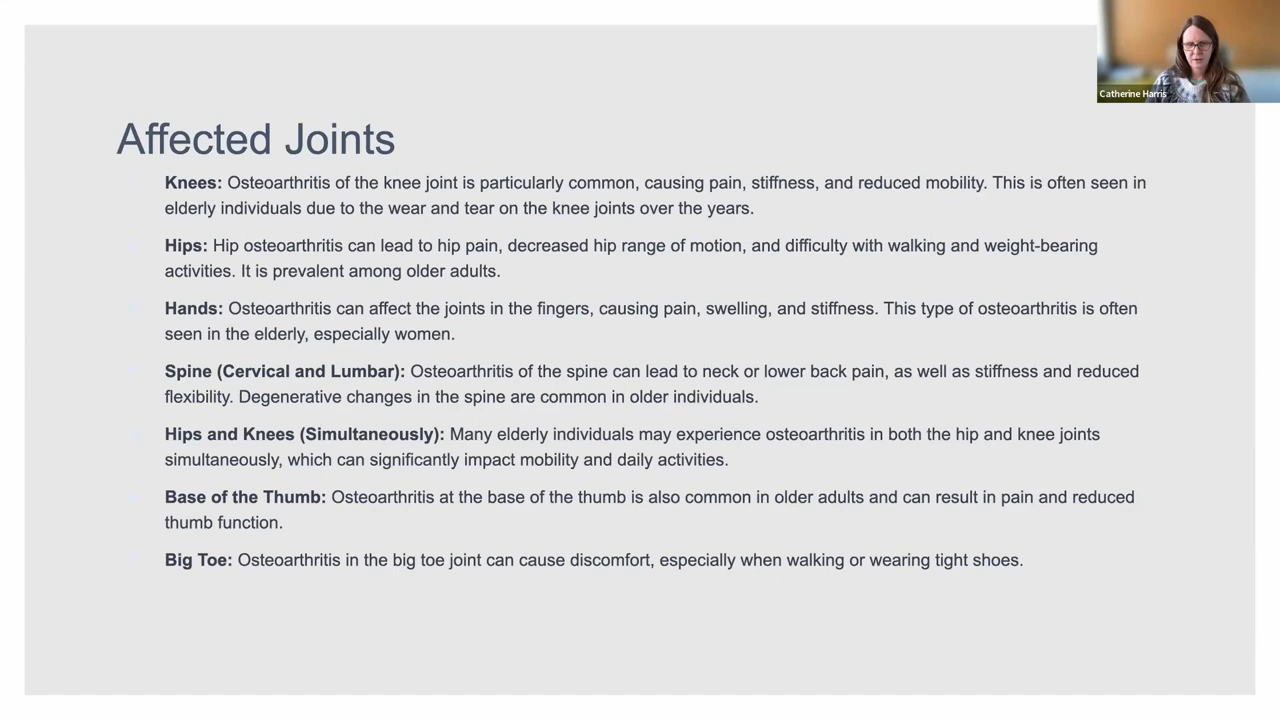 Catherine Harris
Affected Joints
Knees: Osteoarthritis of the knee joint is particularly common, causing pain, stiffness, and reduced mobility. This is often seen in
elderly individuals due to the wear and tear on the knee joints over the years.
Hips: Hip osteoarthritis can lead to hip pain, decreased hip range of motion, and difficulty with walking and weight-bearing
activities. It is prevalent among older adults.
Hands: Osteoarthritis can affect the joints in the fingers, causing pain, swelling, and stiffness. This type of osteoarthritis is often
seen in the elderly, especially women.
Spine (Cervical and Lumbar): Osteoarthritis of the spine can lead to neck or lower back pain, as well as stiffness and reduced
flexibility. Degenerative changes in the spine are common in older individuals.
Hips and Knees (Simultaneously): Many elderly individuals may experience osteoarthritis in both the hip and knee joints
simultaneously, which can significantly impact mobility and daily activities.
Base of the Thumb: Osteoarthritis at the base of the thumb is also common in older adults and can result in pain and reduced
thumb function.
Big Toe: Osteoarthritis in the big toe joint can cause discomfort, especially when walking or wearing tight shoes.